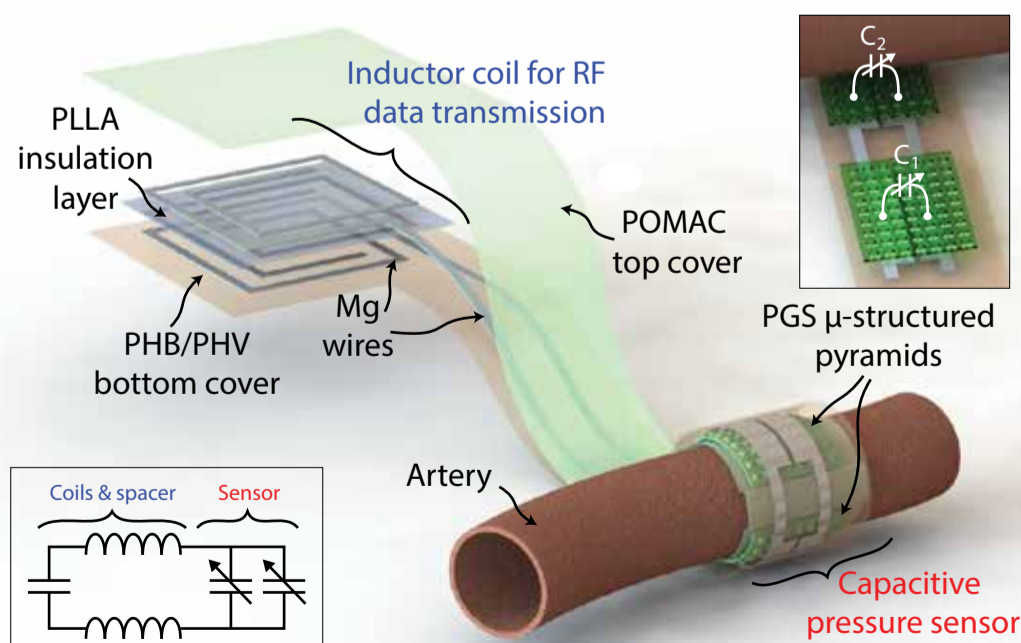 Inductor coil for RF
data transmission
PLLA
insulation
layer
POMAC
top cover
C2
C1
Mg
wires
PHB/PHV
bottom cover
PGS μ-structured
pyramids
Artery
Coils & spacer
Sensor
Capacitive
pressure sensor